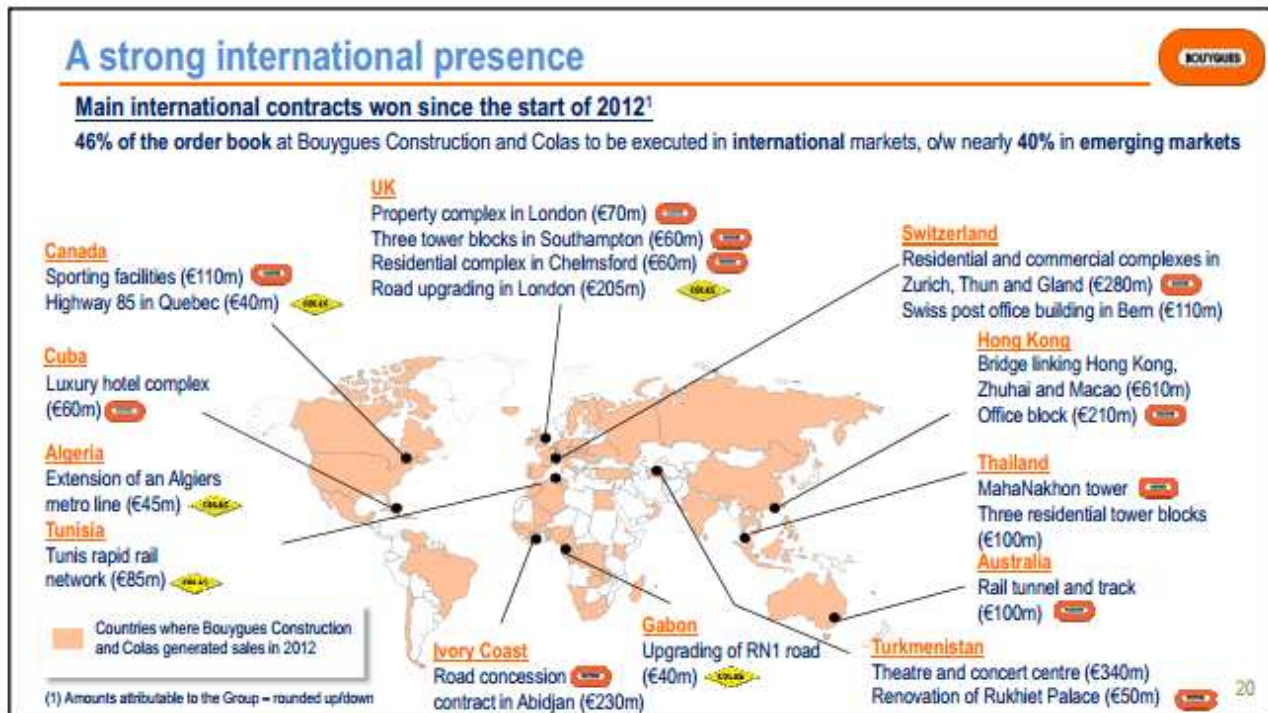 A strong international presence
BOUYGUES
Main international contracts won since the start of 2012¹
46% of the order book at Bouygues Construction and Colas to be executed in international markets, o/w nearly 40% in emerging markets
UK
Property complex in London (€70m)
Three tower blocks in Southampton (€60m)
Residential complex in Chelmsford (€60m)
Road upgrading in London (€205m) COLAS
Canada
Sporting facilities (€110m)
Highway 85 in Quebec (€40m) COLAS
Switzerland
Residential and commercial complexes in
Zurich, Thun and Gland (€280m)
Swiss post office building in Bern (€110m)
Cuba
Luxury hotel complex
(€60m)
Hong Kong
Bridge linking Hong Kong,
Zhuhai and Macao (€610m)
Office block (€210m)
Algeria
Extension of an Algiers
metro line (€45m) COLAS
Thailand
MahaNakhon tower
Three residential tower blocks
(€100m)
Tunisia
Tunis rapid rail
network (€85m) COLAS
Australia
Rail tunnel and track
(€100m)
Countries where Bouygues Construction
and Colas generated sales in 2012
Ivory Coast
Road concession
contract in Abidjan (€230m)
Gabon
Upgrading of RN1 road
(€40m) COLAS
Turkmenistan
Theatre and concert centre (€340m)
Renovation of Rukhiet Palace (€50m)
(1) Amounts attributable to the Group – rounded up/down
20